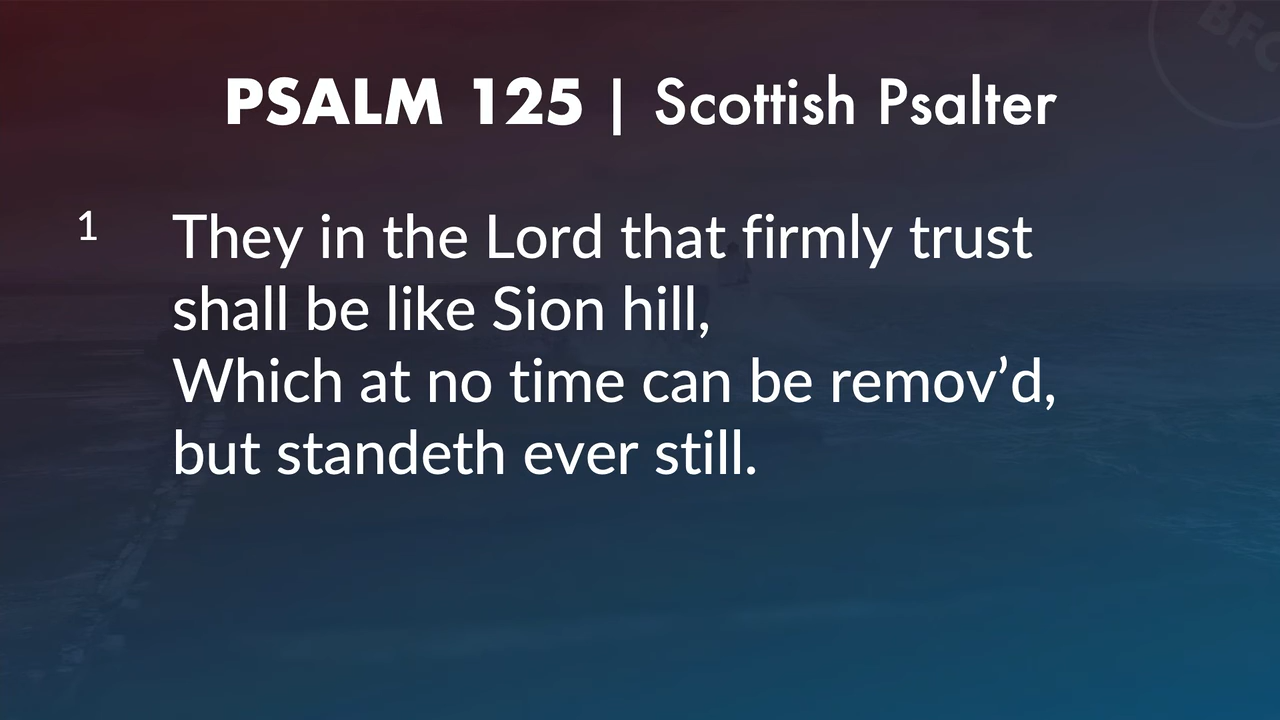 BFC
PSALM 125 | Scottish Psalter
1 They in the Lord that firmly trust
shall be like Sion hill,
Which at no time can be remov’d,
but standeth ever still.